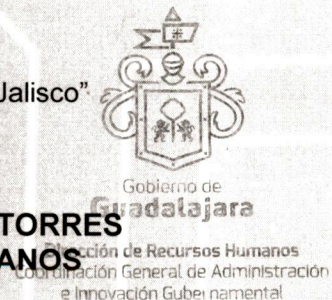 Jalisco”
Gobierno de
Guadalajara
TORRES
Dirección de Recursos Humanos
ANOS
Coordinación General de Administración
e Innovación Gubernamental